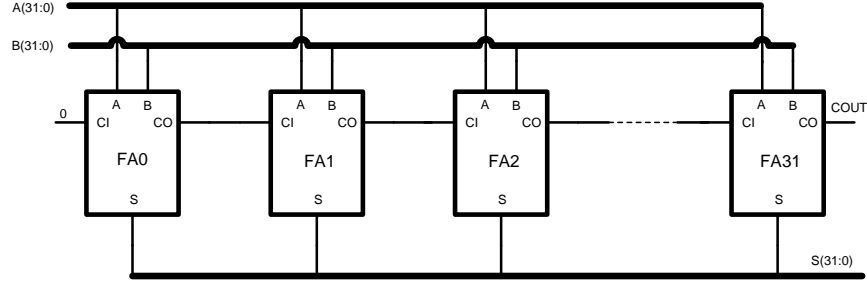 A(31:0)
B(31:0)
A B A B A B A B
0 CI CO CI CO CI CO CI CO COUT
FA0 FA1 FA2 FA31
S S S S
S(31:0)